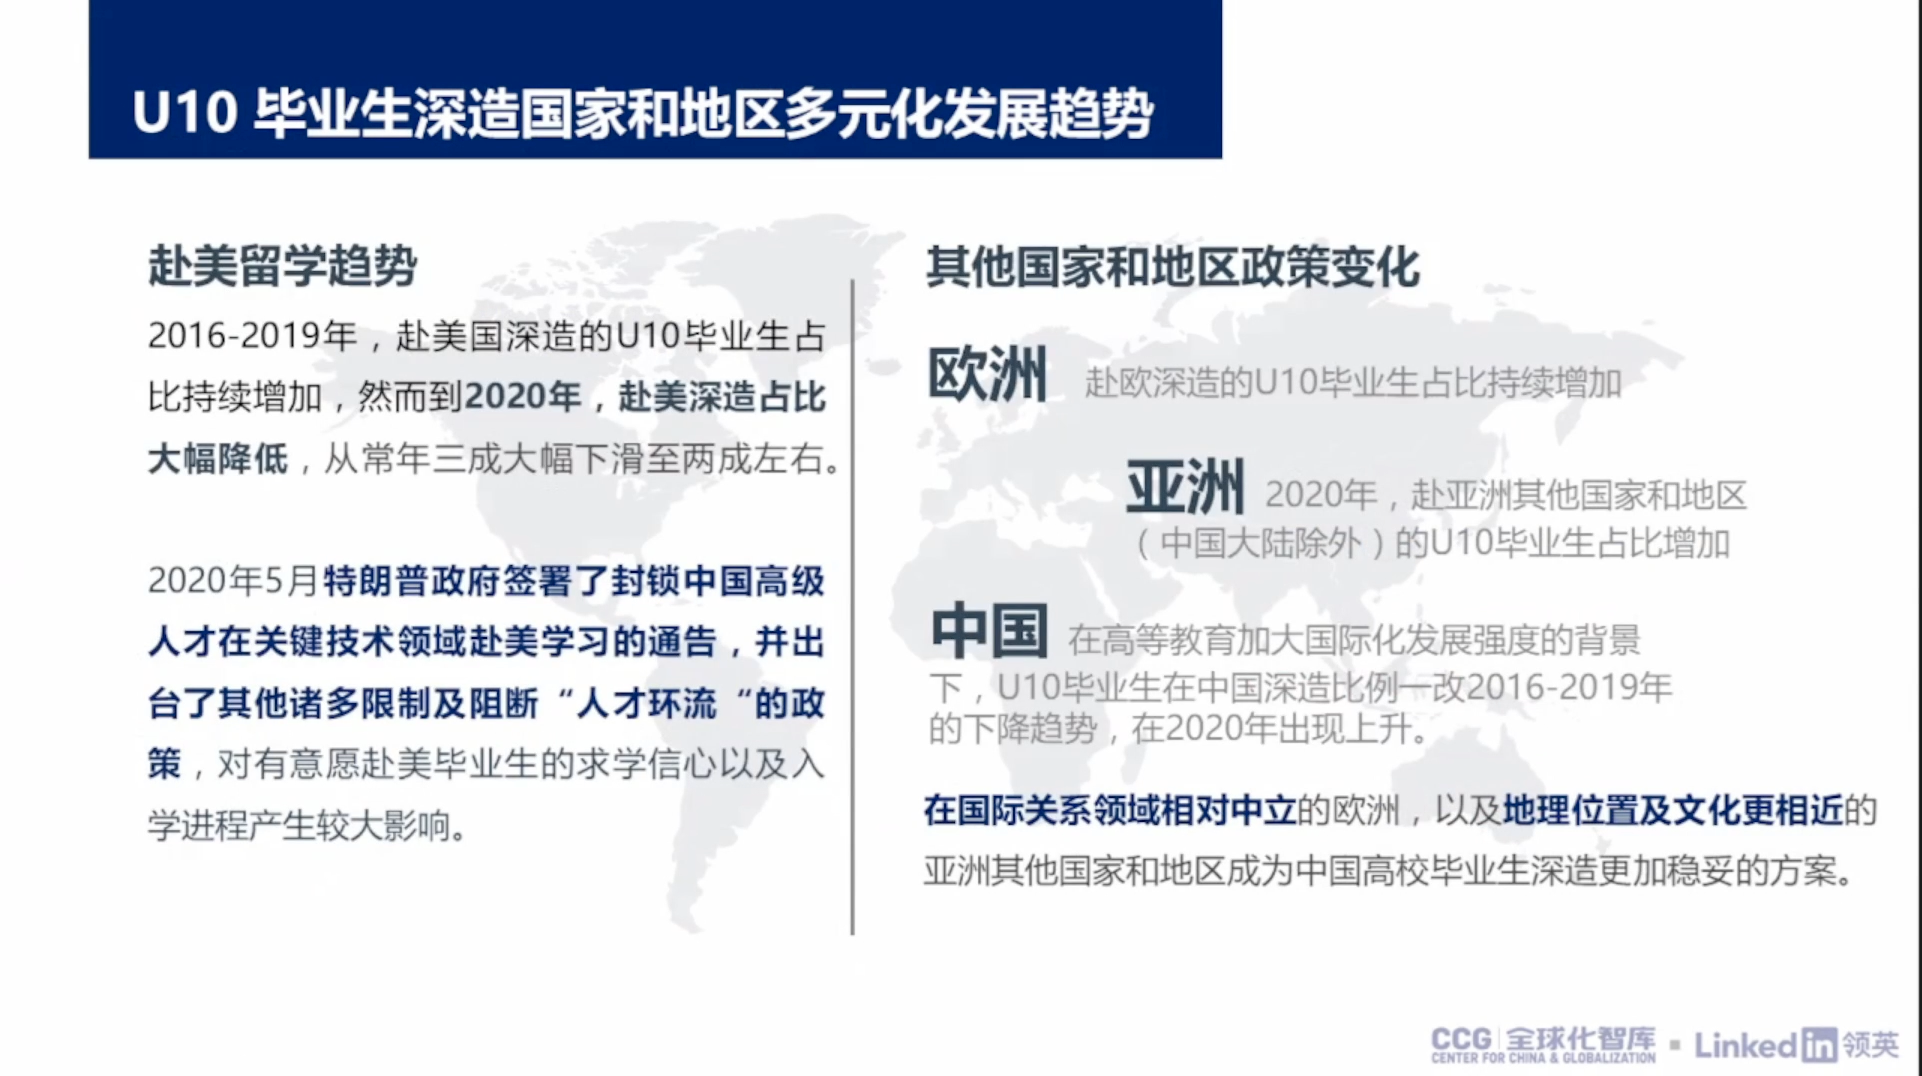 U10 毕业生深造国家和地区多元化发展趋势
赴美留学趋势
2016-2019年，赴美国深造的U10毕业生占
比持续增加，然而到2020年，赴美深造占比
大幅降低，从常年三成大幅下滑至两成左右。
2020年5月特朗普政府签署了封锁中国高级
人才在关键技术领域赴美学习的通告，并出
台了其他诸多限制及阻断“人才环流“的政
策，对有意愿赴美毕业生的求学信心以及入
学进程产生较大影响。
其他国家和地区政策变化
欧洲 赴欧深造的U10毕业生占比持续增加
亚洲 2020年，赴亚洲其他国家和地区
（中国大陆除外）的U10毕业生占比增加
中国 在高等教育加大国际化发展强度的背景
下，U10毕业生在中国深造比例一改2016-2019年
的下降趋势，在2020年出现上升。
在国际关系领域相对中立的欧洲，以及地理位置及文化更相近的
亚洲其他国家和地区成为中国高校毕业生深造更加稳妥的方案。
CCG 全球化智库
CENTER FOR CHINA & GLOBALIZATION
Linkedin 领英